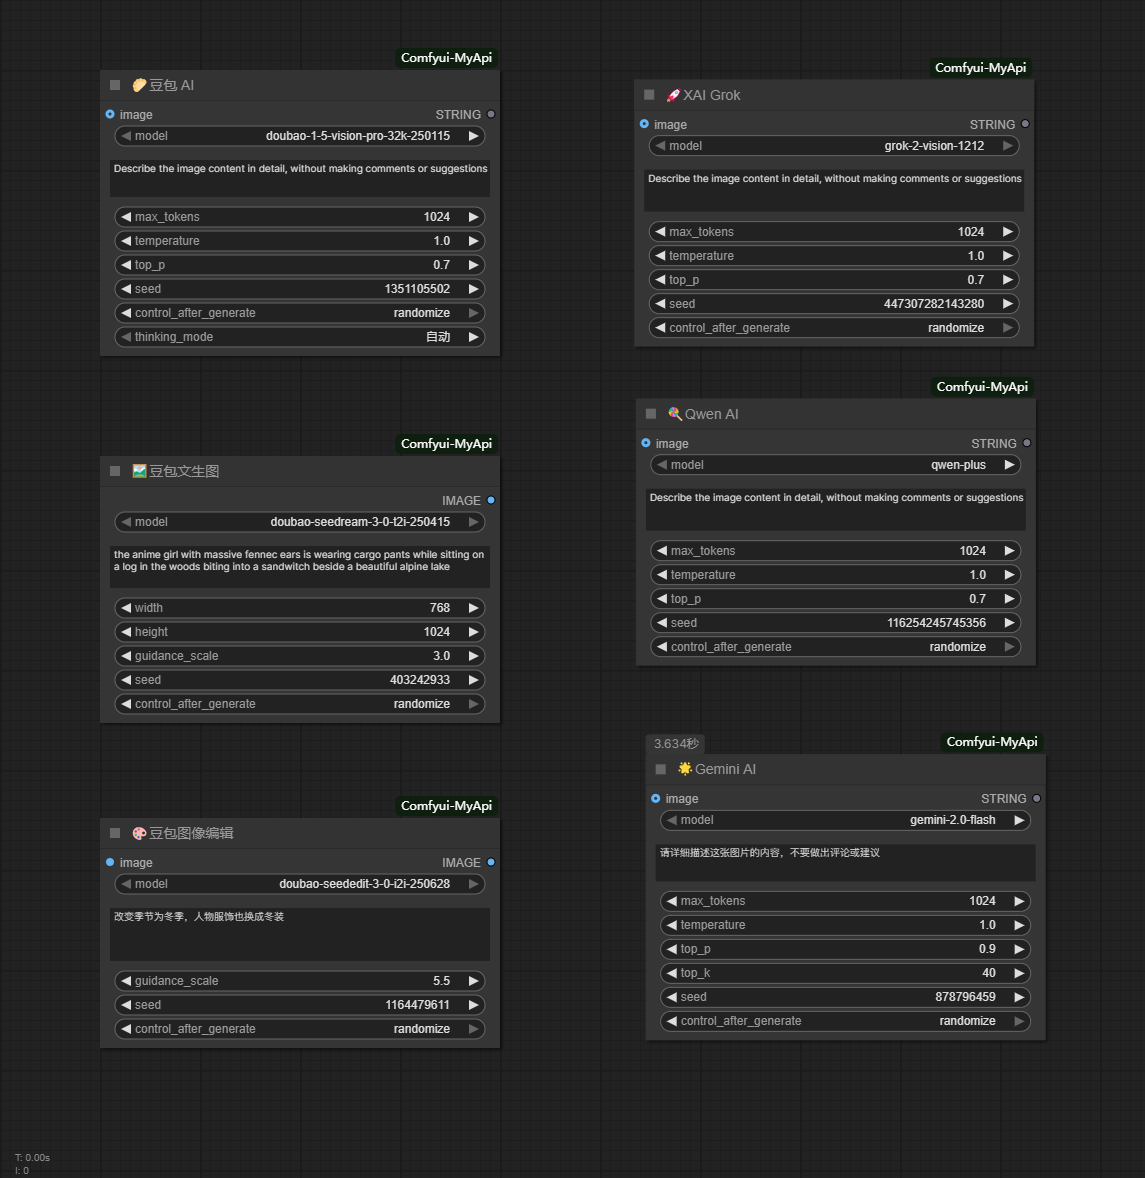 Comfyui-MyApi
豆包 AI
image STRING
model doubao-1-5-vision-pro-32k-250115
Describe the image content in detail, without making comments or suggestions
max_tokens 1024
temperature 1.0
top_p 0.7
seed 1351105502
control_after_generate randomize
thinking_mode 自动
Comfyui-MyApi
豆包文生图
IMAGE
model doubao-seedream-3-0-t2i-250415
the anime girl with massive fennec ears is wearing cargo pants while sitting on
a log in the woods biting into a sandwitch beside a beautiful alpine lake
width 768
height 1024
guidance_scale 3.0
seed 403242933
control_after_generate randomize
Comfyui-MyApi
豆包图像编辑
image IMAGE
model doubao-seededit-3-0-i2i-250628
改变季节为冬季，人物服饰也换成冬装
guidance_scale 5.5
seed 1164479611
control_after_generate randomize
Comfyui-MyApi
XAI Grok
image STRING
model grok-2-vision-1212
Describe the image content in detail, without making comments or suggestions
max_tokens 1024
temperature 1.0
top_p 0.7
seed 447307282143280
control_after_generate randomize
Comfyui-MyApi
Qwen AI
image STRING
model qwen-plus
Describe the image content in detail, without making comments or suggestions
max_tokens 1024
temperature 1.0
top_p 0.7
seed 116254245745356
control_after_generate randomize
3.634秒 Comfyui-MyApi
Gemini AI
image STRING
model gemini-2.0-flash
请详细描述这张图片的内容，不要做出评论或建议
max_tokens 1024
temperature 1.0
top_p 0.9
top_k 40
seed 878796459
control_after_generate randomize
T: 0.00s
I: 0